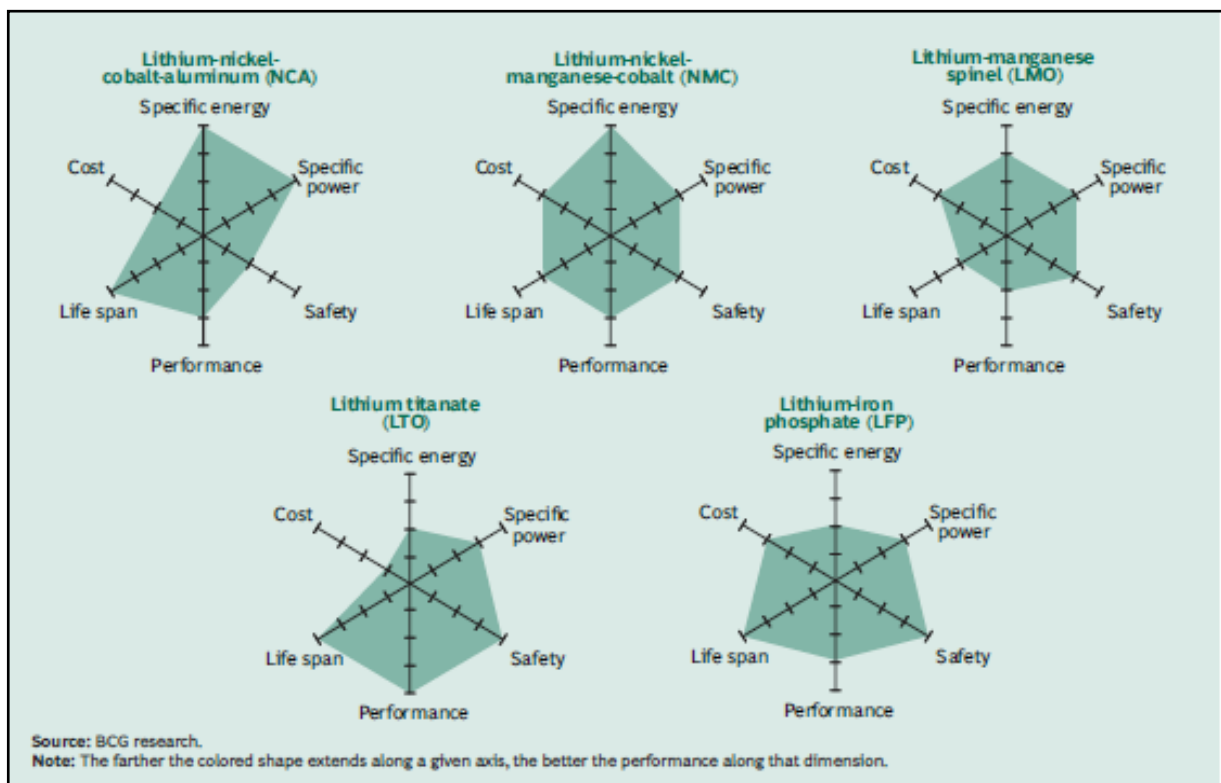 Lithium-nickel-
cobalt-aluminum (NCA)
Specific energy
Cost
Specific
power
Life span
Safety
Performance
Lithium-nickel-
manganese-cobalt (NMC)
Specific energy
Cost
Specific
power
Life span
Safety
Performance
Lithium-manganese
spinel (LMO)
Specific energy
Cost
Specific
power
Life span
Safety
Performance
Lithium titanate
(LTO)
Specific energy
Cost
Specific
power
Life span
Safety
Performance
Lithium-iron
phosphate (LFP)
Specific energy
Cost
Specific
power
Life span
Safety
Performance
Source: BCG research.
Note: The farther the colored shape extends along a given axis, the better the performance along that dimension.